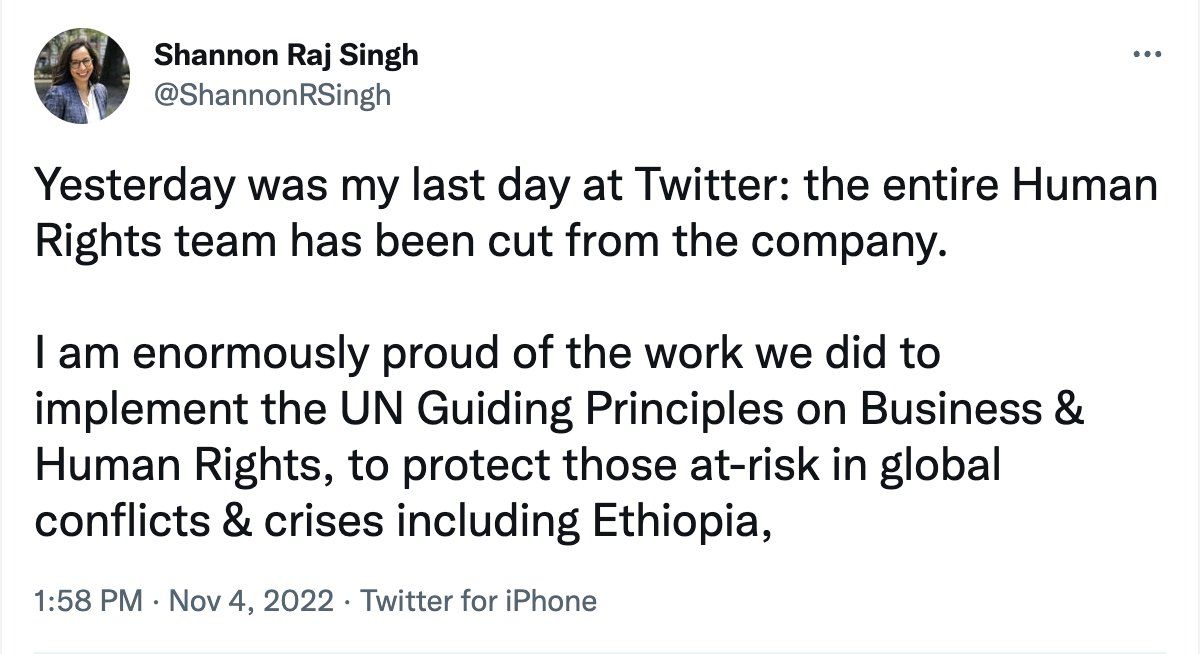 Shannon Raj Singh
@ShannonRSingh
Yesterday was my last day at Twitter: the entire Human
Rights team has been cut from the company.
I am enormously proud of the work we did to
implement the UN Guiding Principles on Business &
Human Rights, to protect those at-risk in global
conflicts & crises including Ethiopia,
1:58 PM · Nov 4, 2022 · Twitter for iPhone